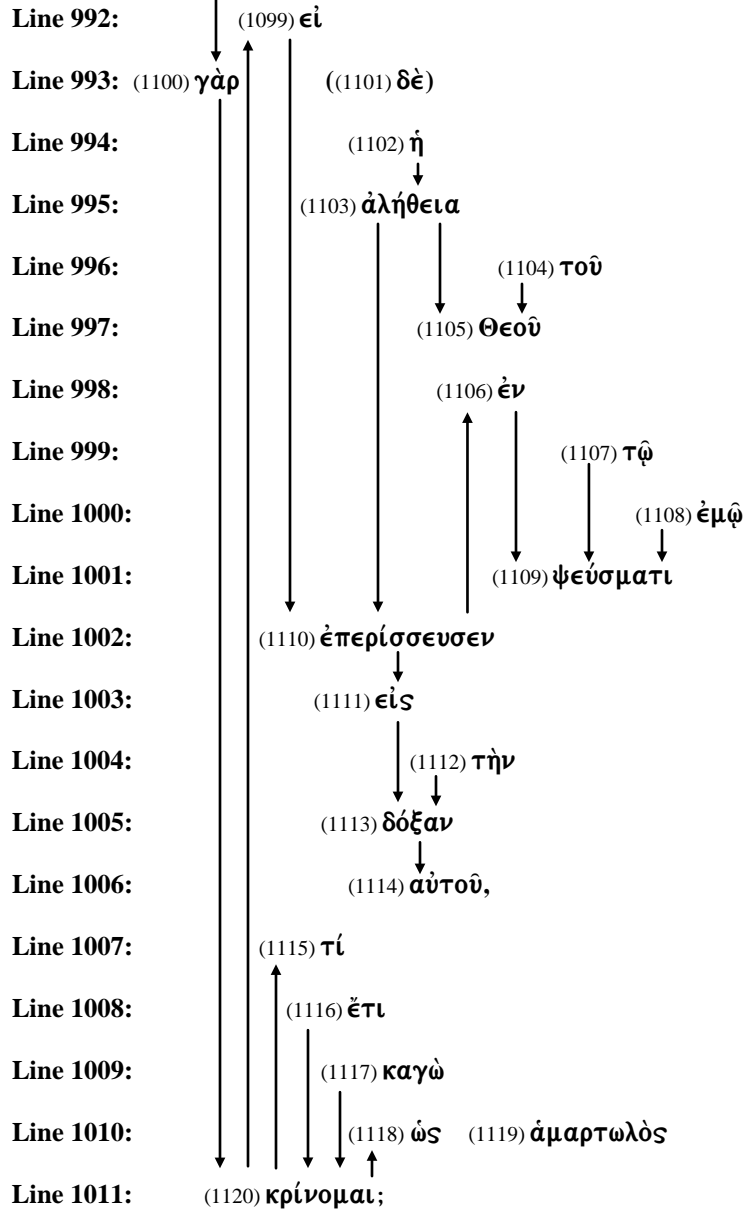 Line 992: (1099) εἰ
Line 993: (1100) γὰρ ((1101) δὲ)
Line 994: (1102) ἡ
Line 995: (1103) ἀλήθεια
Line 996: (1104) τοῦ
Line 997: (1105) Θεοῦ
Line 998: (1106) ἐν
Line 999: (1107) τῷ
Line 1000: (1108) ἐμῷ
Line 1001: (1109) ψεύσματι
Line 1002: (1110) ἐπερίσσευσεν
Line 1003: (1111) εἰς
Line 1004: (1112) τὴν
Line 1005: (1113) δόξαν
Line 1006: (1114) αὐτοῦ,
Line 1007: (1115) τί
Line 1008: (1116) ἔτι
Line 1009: (1117) καγὼ
Line 1010: (1118) ὡς (1119) ἁμαρτωλὸς
Line 1011: (1120) κρίνομαι;